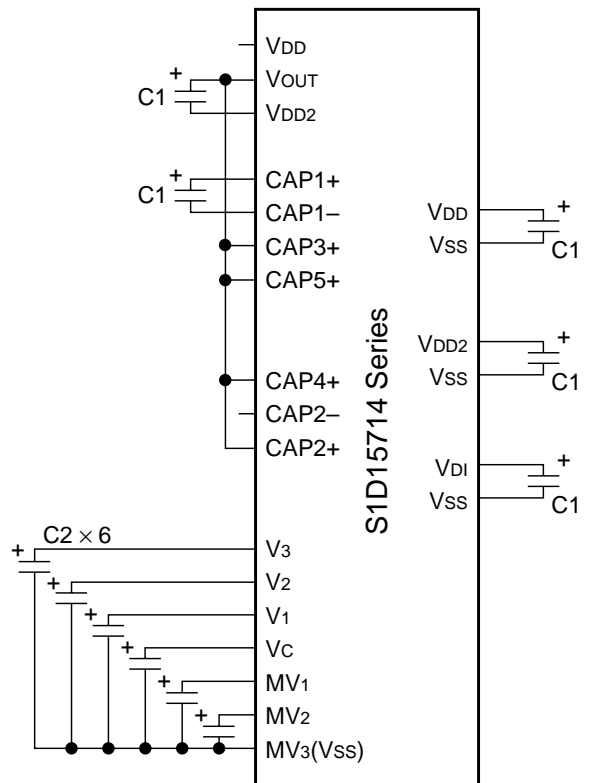 VDD
+
VOUT
C1
VDD2
+
CAP1+
C1
CAP1–
CAP3+
CAP5+
CAP4+
CAP2–
CAP2+
C2 × 6
+
V3
+
V2
+
V1
+
VC
+
MV1
+
MV2
MV3(VSS)
S1D15714 Series
VDD
+
VSS
C1
VDD2
+
VSS
C1
VDI
+
VSS
C1